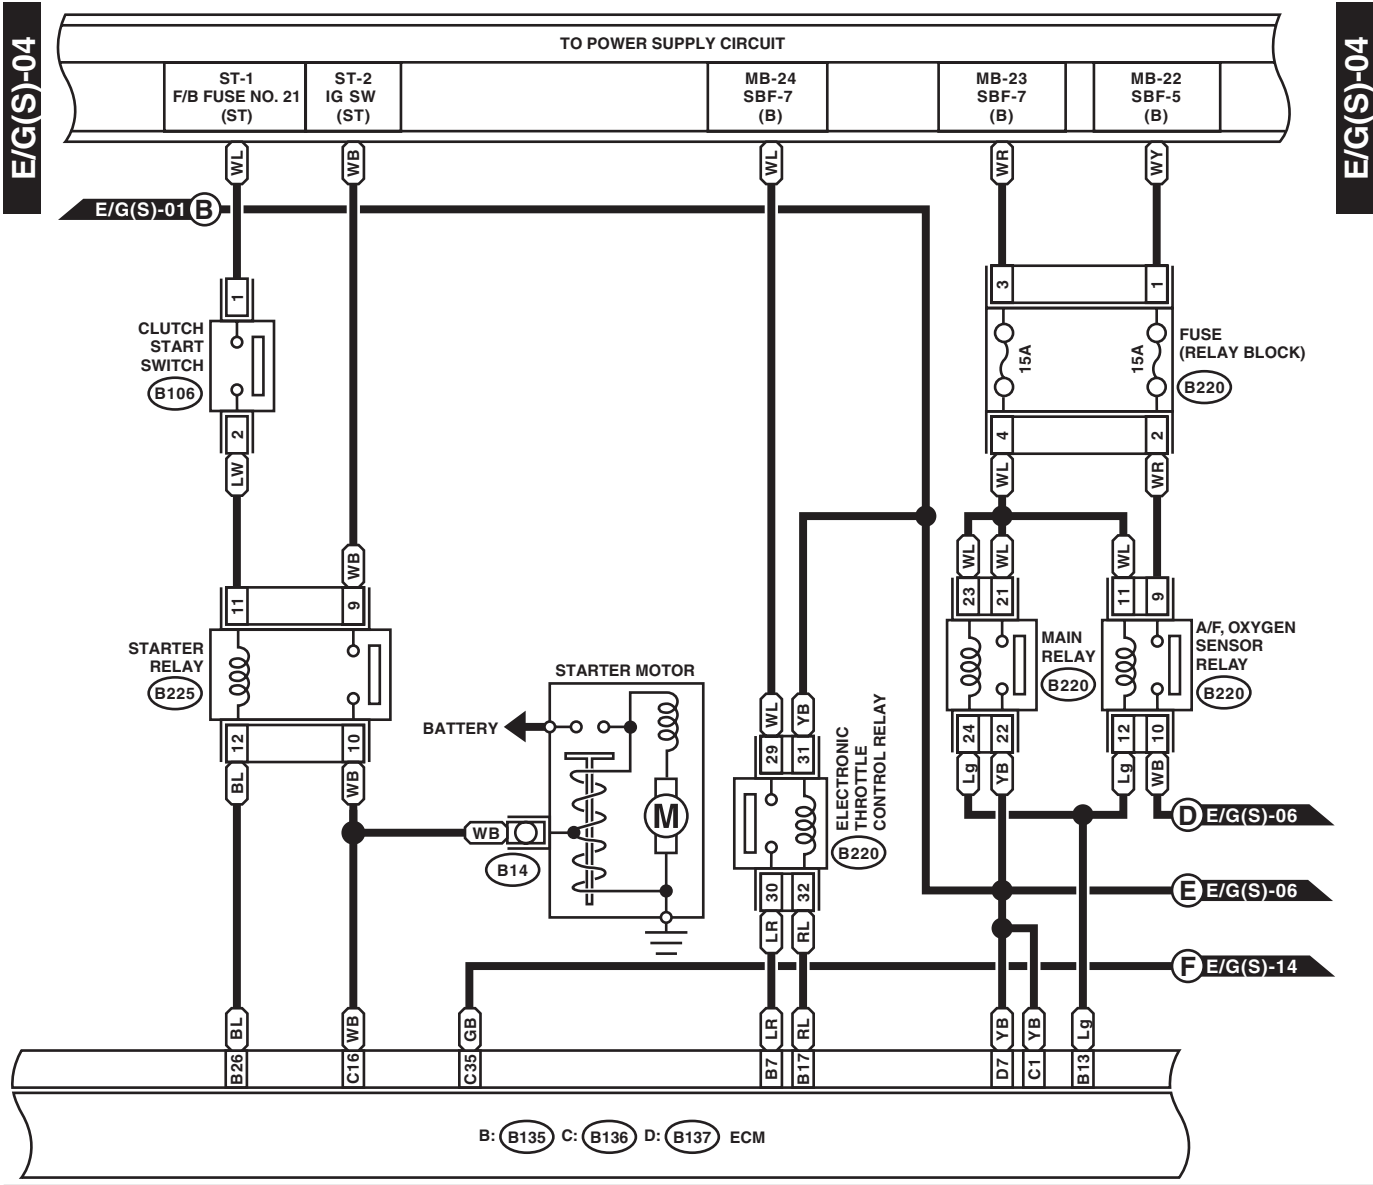 E/G(S)-04
E/G(S)-04
TO POWER SUPPLY CIRCUIT
ST-1
F/B FUSE NO. 21
(ST)
ST-2
IG SW
(ST)
MB-24
SBF-7
(B)
MB-23
SBF-7
(B)
MB-22
SBF-5
(B)
WL
WB
WL
WR
WY
E/G(S)-01 B
1
CLUTCH
START
SWITCH
B106
2
LW
3
1
15A
15A
FUSE
(RELAY BLOCK)
B220
4
2
WL
WR
WB
11
9
STARTER
RELAY
B225
12
10
BL
WB
WL
WL
WL
23
21
11
9
MAIN
RELAY
B220
A/F, OXYGEN
SENSOR
RELAY
B220
24
22
12
10
Lg
YB
Lg
WB
STARTER MOTOR
BATTERY
M
WB
B14
WL
YB
29
31
ELECTRONIC
THROTTLE
CONTROL RELAY
B220
30
32
LR
RL
D E/G(S)-06
E E/G(S)-06
F E/G(S)-14
BL
WB
GB
LR
RL
YB
YB
Lg
B26
C16
C35
B7
B17
D7
C1
B13
B: B135 C: B136 D: B137 ECM